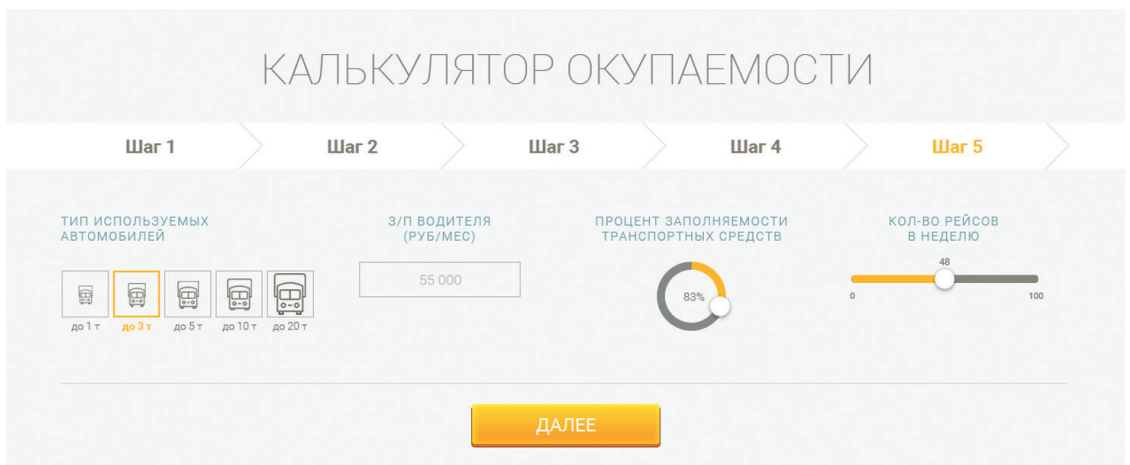 КАЛЬКУЛЯТОР ОКУПАЕМОСТИ
Шаг 1
Шаг 2
Шаг 3
Шаг 4
Шаг 5
ТИП ИСПОЛЬЗУЕМЫХ
АВТОМОБИЛЕЙ
до 1 т
до 3 т
до 5 т
до 10 т
до 20 т
З/П ВОДИТЕЛЯ
(РУБ/МЕС)
55 000
ПРОЦЕНТ ЗАПОЛНЯЕМОСТИ
ТРАНСПОРТНЫХ СРЕДСТВ
83%
КОЛ-ВО РЕЙСОВ
В НЕДЕЛЮ
48
0
100
ДАЛЕЕ